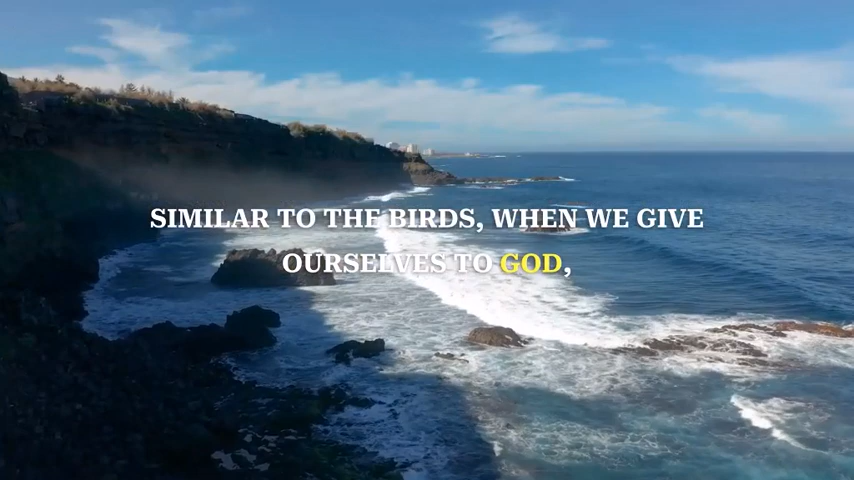 SIMILAR TO THE BIRDS, WHEN WE GIVE
OURSELVES TO GOD,